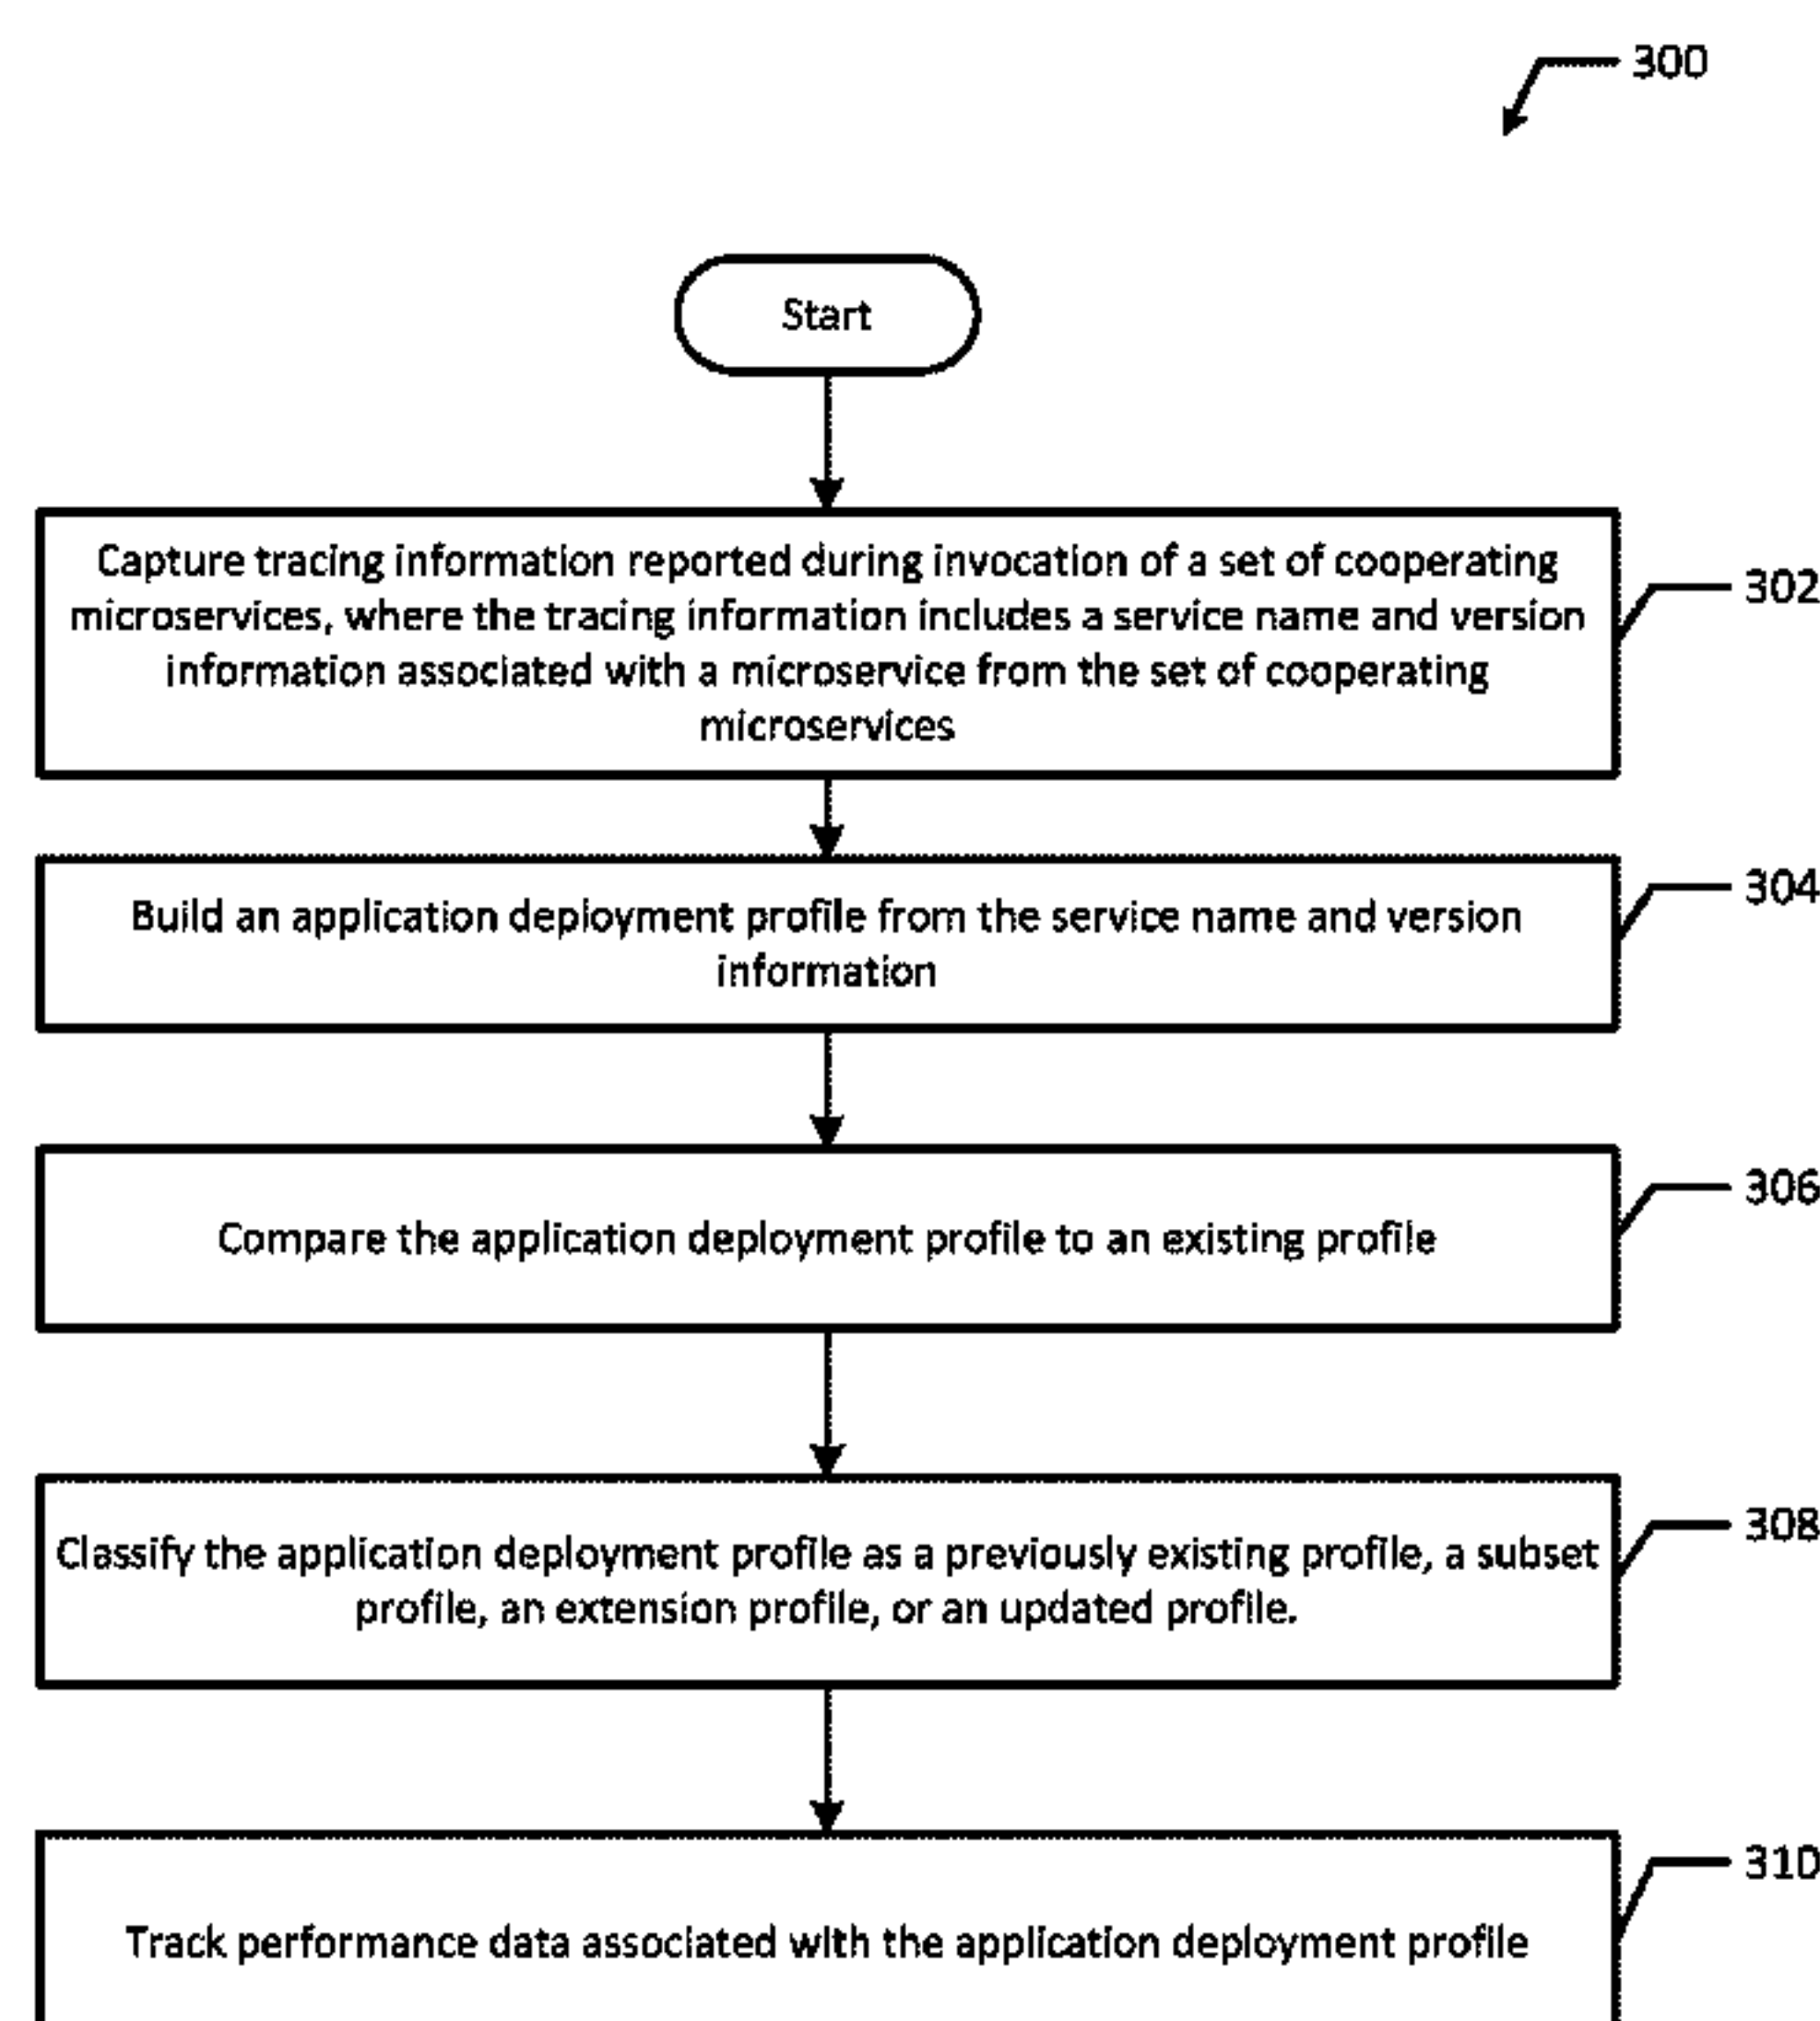 300
Start
Capture tracing information reported during invocation of a set of cooperating
microservices, where the tracing information includes a service name and version
information associated with a microservice from the set of cooperating
microservices
302
Build an application deployment profile from the service name and version
information
304
Compare the application deployment profile to an existing profile
306
Classify the application deployment profile as a previously existing profile, a subset
profile, an extension profile, or an updated profile.
308
Track performance data associated with the application deployment profile
310